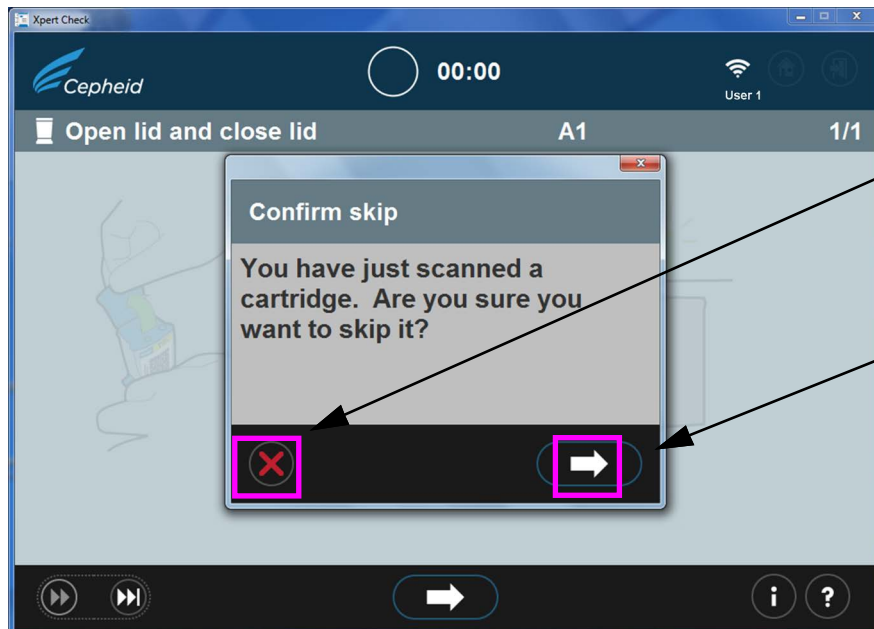 Xpert Check
Cepheid
00:00
User 1
Open lid and close lid A1 1/1
Confirm skip
You have just scanned a
cartridge. Are you sure you
want to skip it?
i ?